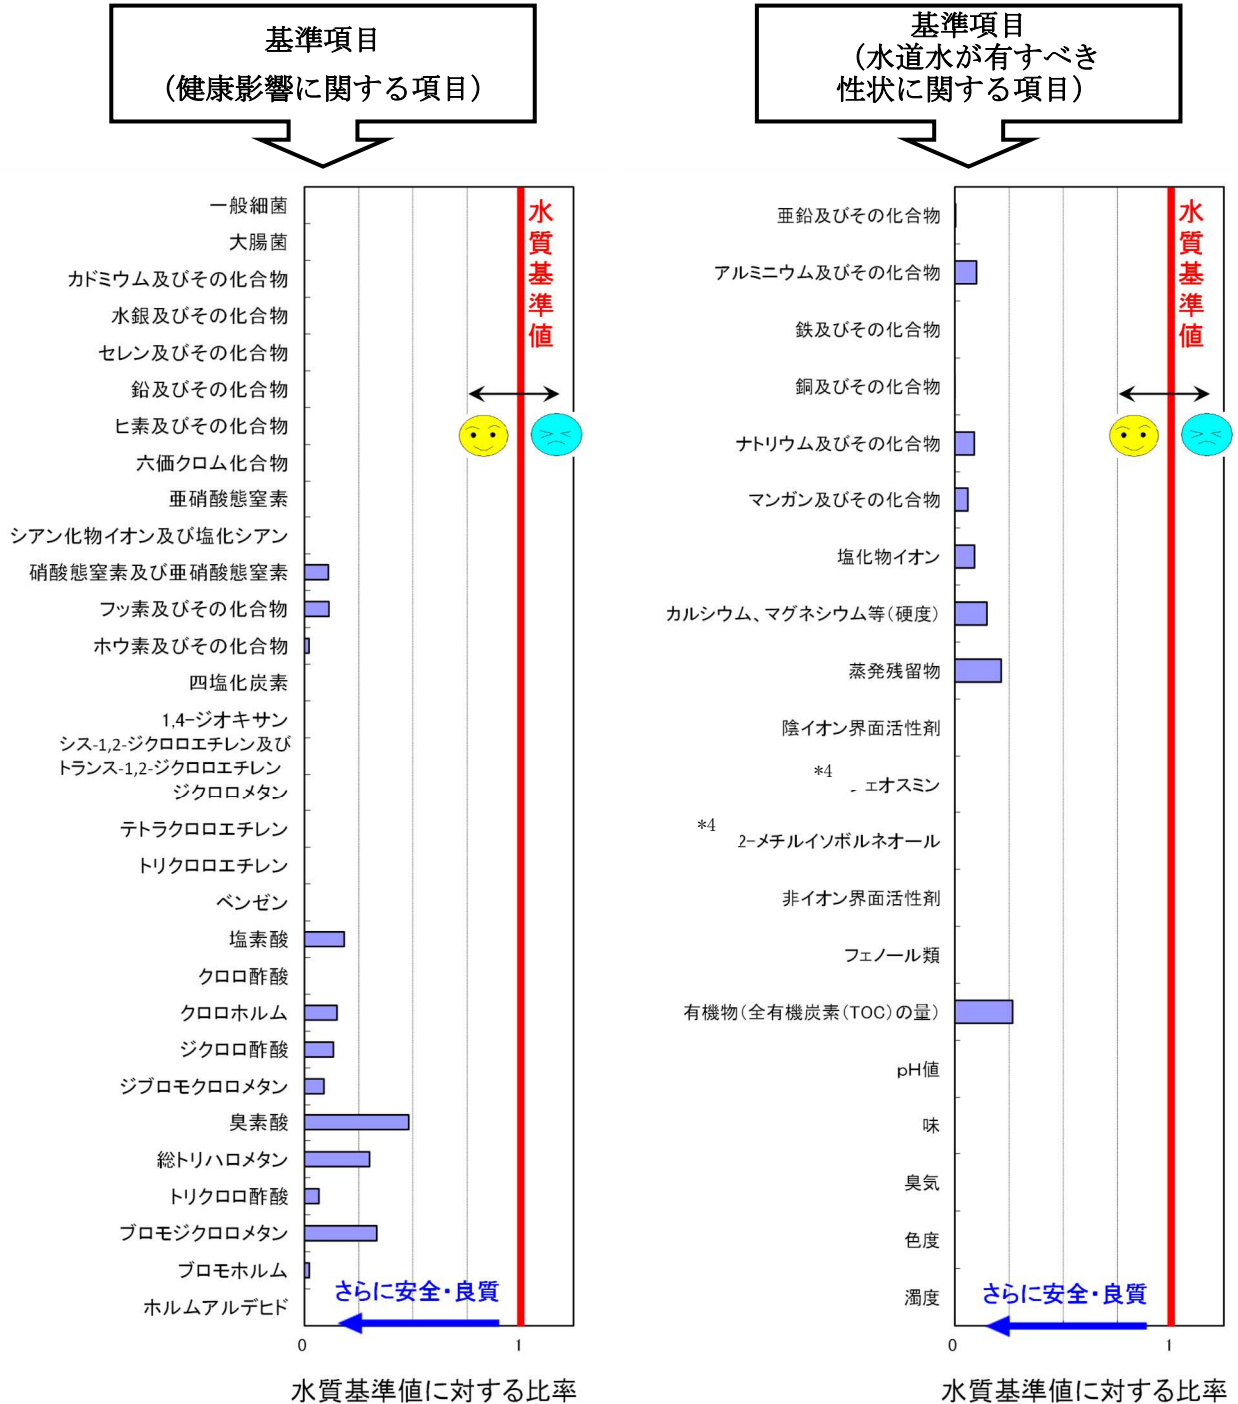 基準項目
（健康影響に関する項目）
一般細菌
大腸菌
カドミウム及びその化合物
水銀及びその化合物
セレン及びその化合物
鉛及びその化合物
ヒ素及びその化合物
六価クロム化合物
亜硝酸態窒素
シアン化物イオン及び塩化シアン
硝酸態窒素及び亜硝酸態窒素
フッ素及びその化合物
ホウ素及びその化合物
四塩化炭素
1,4-ジオキサン
シス-1,2-ジクロロエチレン及び
トランス-1,2-ジクロロエチレン
ジクロロメタン
テトラクロロエチレン
トリクロロエチレン
ベンゼン
塩素酸
クロロ酢酸
クロロホルム
ジクロロ酢酸
ジブロモクロロメタン
臭素酸
総トリハロメタン
トリクロロ酢酸
ブロモジクロロメタン
ブロモホルム
ホルムアルデヒド
水質基準値
さらに安全・良質
0
1
水質基準値に対する比率
基準項目
（水道水が有すべき
性状に関する項目）
亜鉛及びその化合物
アルミニウム及びその化合物
鉄及びその化合物
銅及びその化合物
ナトリウム及びその化合物
マンガン及びその化合物
塩化物イオン
カルシウム、マグネシウム等(硬度)
蒸発残留物
陰イオン界面活性剤
*4 ェオスミン
*4 2-メチルイソボルネオール
非イオン界面活性剤
フェノール類
有機物(全有機炭素(TOC)の量)
pH値
味
臭気
色度
濁度
水質基準値
さらに安全・良質
0
1
水質基準値に対する比率